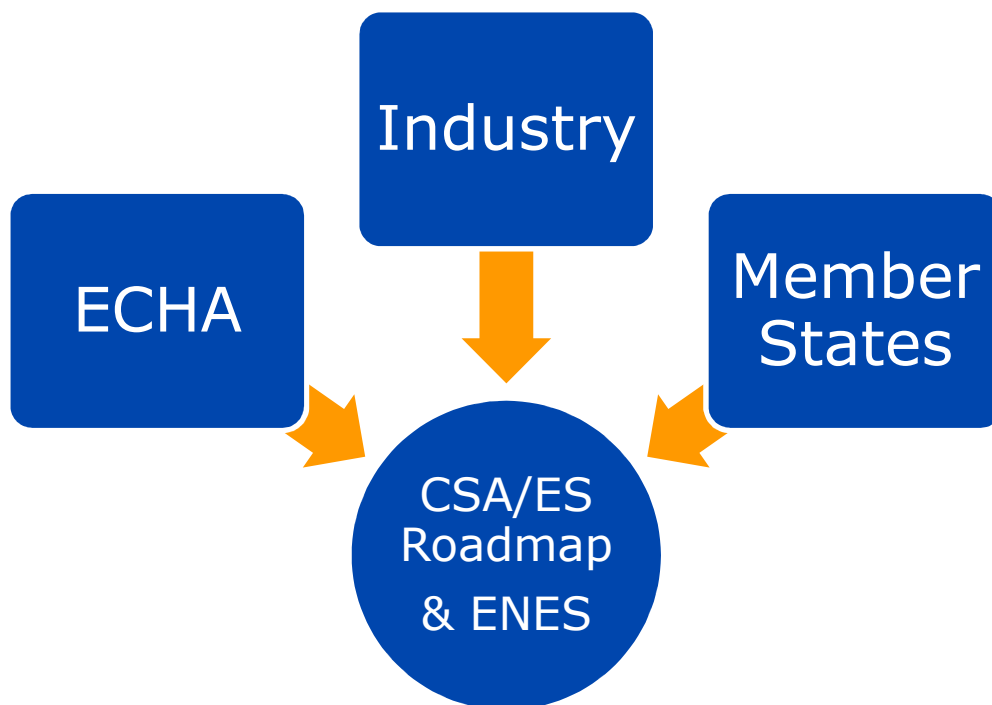 Industry
ECHA
Member
States
CSA/ES
Roadmap
& ENES